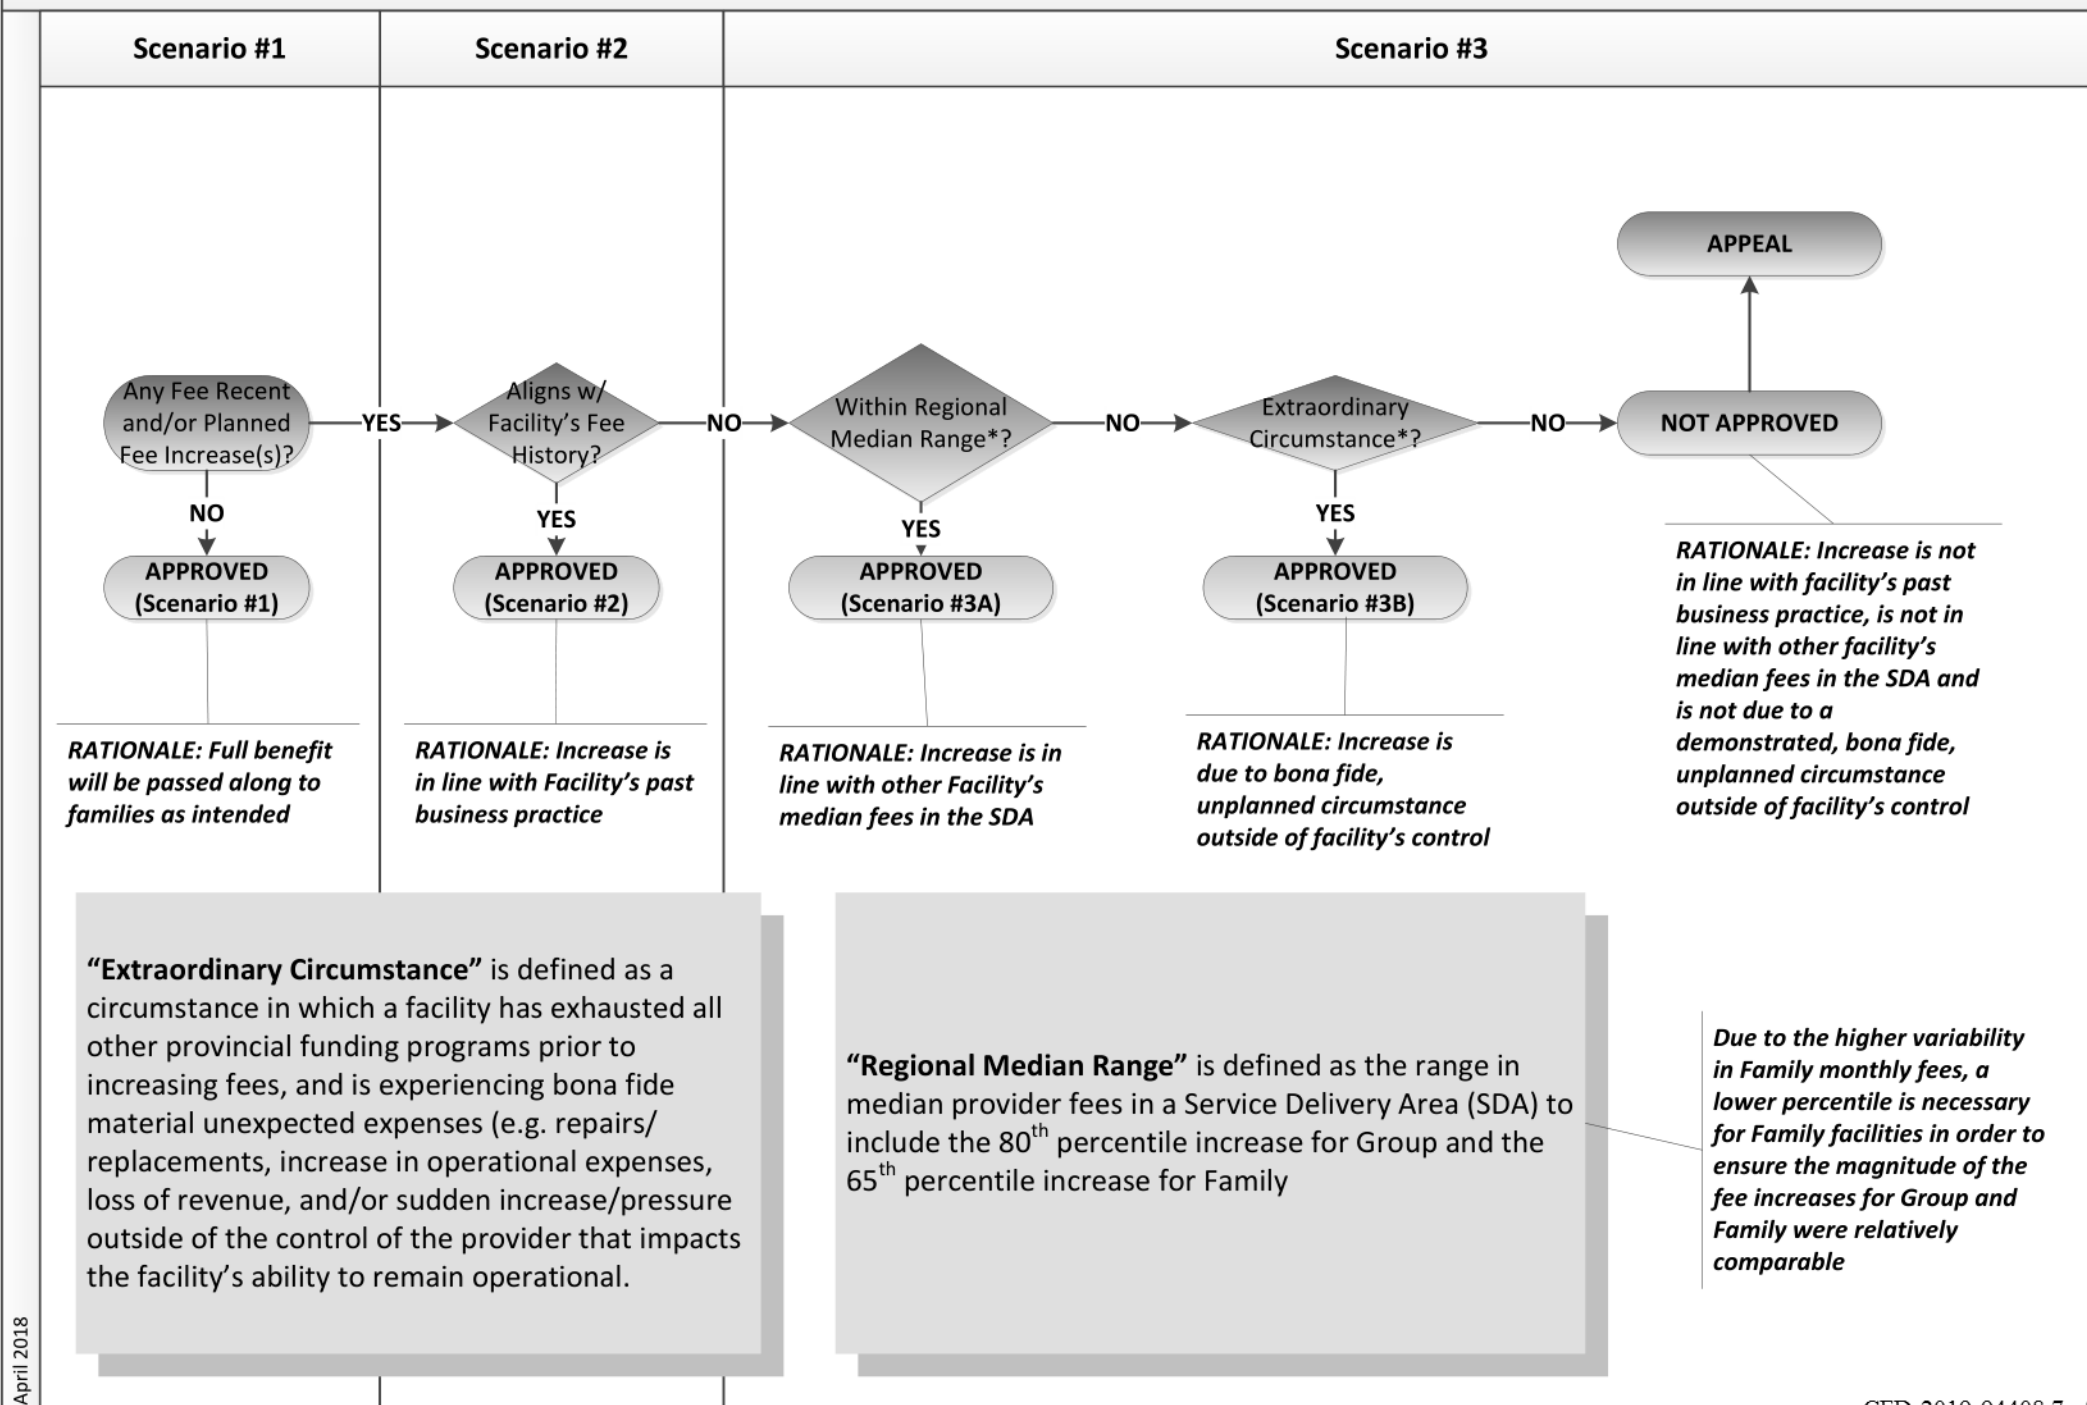 Scenario #1
Scenario #2
Scenario #3
APPEAL
Any Fee Recent
and/or Planned
Fee Increase(s)?
YES
Aligns w/
Facility’s Fee
History?
NO
Within Regional
Median Range*?
NO
Extraordinary
Circumstance*?
NO
NOT APPROVED
NO
YES
YES
YES
APPROVED
(Scenario #1)
APPROVED
(Scenario #2)
APPROVED
(Scenario #3A)
APPROVED
(Scenario #3B)
RATIONALE: Full benefit
will be passed along to
families as intended
RATIONALE: Increase is
in line with Facility’s past
business practice
RATIONALE: Increase is in
line with other Facility’s
median fees in the SDA
RATIONALE: Increase is
due to bona fide,
unplanned circumstance
outside of facility’s control
RATIONALE: Increase is not
in line with facility’s past
business practice, is not in
line with other facility’s
median fees in the SDA and
is not due to a
demonstrated, bona fide,
unplanned circumstance
outside of facility’s control
“Extraordinary Circumstance” is defined as a
circumstance in which a facility has exhausted all
other provincial funding programs prior to
increasing fees, and is experiencing bona fide
material unexpected expenses (e.g. repairs/
replacements, increase in operational expenses,
loss of revenue, and/or sudden increase/pressure
outside of the control of the provider that impacts
the facility’s ability to remain operational.
“Regional Median Range” is defined as the range in
median provider fees in a Service Delivery Area (SDA) to
include the 80th percentile increase for Group and the
65th percentile increase for Family
Due to the higher variability
in Family monthly fees, a
lower percentile is necessary
for Family facilities in order to
ensure the magnitude of the
fee increases for Group and
Family were relatively
comparable
April 2018